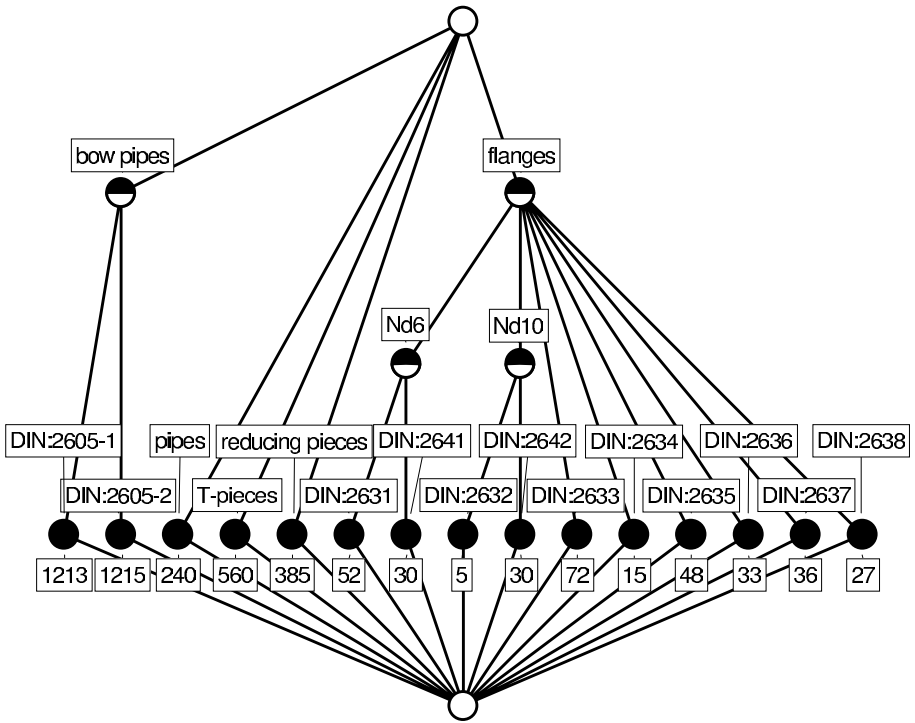 bow pipes
flanges
Nd6
Nd10
DIN:2605-1
pipes
reducing pieces
DIN:2641
DIN:2642
DIN:2634
DIN:2636
DIN:2638
DIN:2605-2
T-pieces
DIN:2631
DIN:2632
DIN:2633
DIN:2635
DIN:2637
1213
1215
240
560
385
52
30
5
30
72
15
48
33
36
27